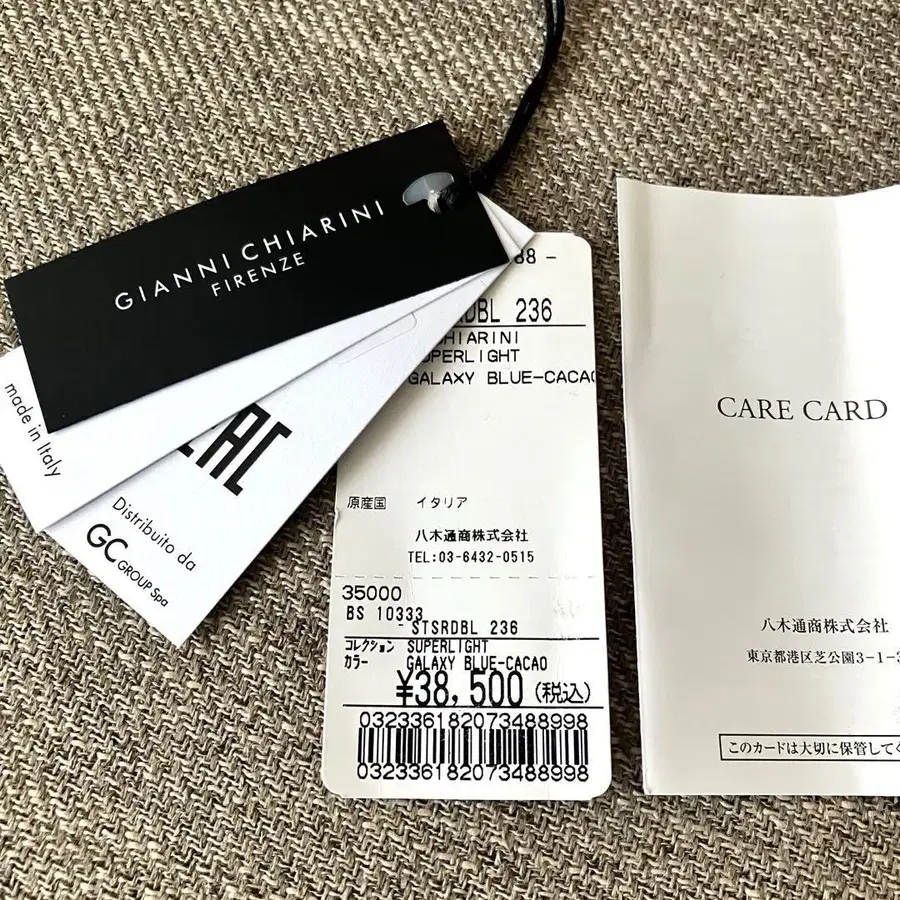 GIANNI CHIARINI
FIRENZE
made in Italy
EAC
Distribuito da
GC GROUP Spa
88 -
RDBL 236
CHIARINI
SUPERLIGHT
GALAXY BLUE-CACAO
原産国 イタリア
八木通商株式会社
TEL:03-6432-0515
35000
BS 10333
- STSRDBL 236
コレクション SUPERLIGHT
カラー GALAXY BLUE-CACAO
¥38,500 (税込)
032336182073488998
032336182073488998
CARE CARD
八木通商株式会社
東京都港区芝公園3-1-3
このカードは大切に保管してく